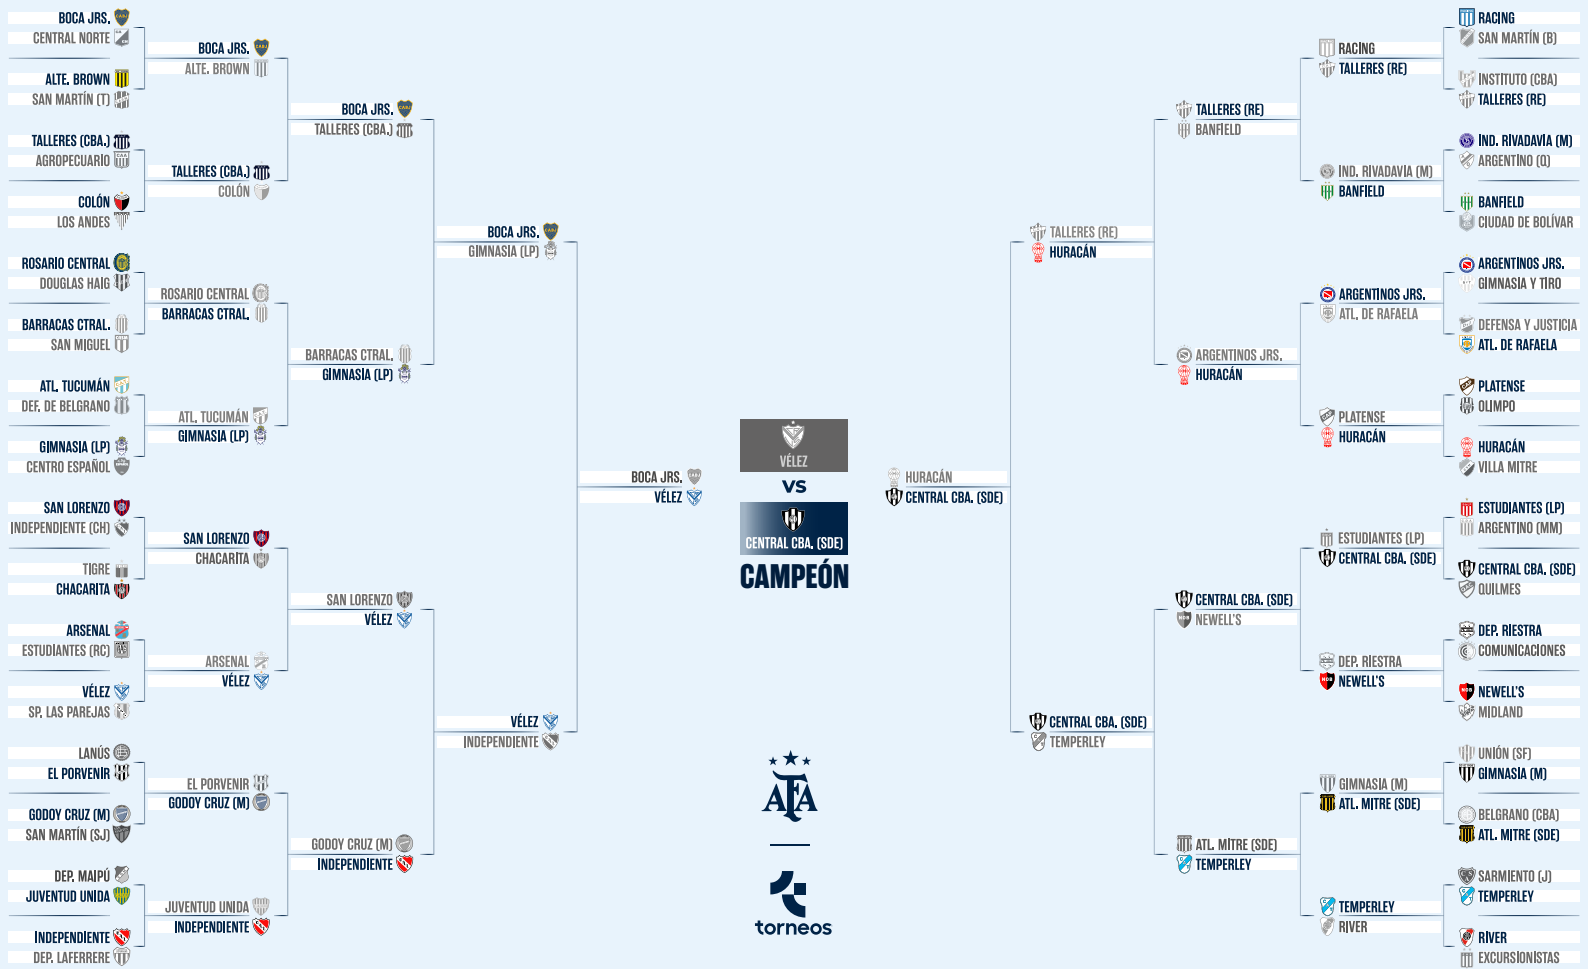 BOCA JRS.
CENTRAL NORTE
ALTE. BROWN
SAN MARTÍN (T)
TALLERES (CBA.)
AGROPECUARIO
COLÓN
LOS ANDES
ROSARIO CENTRAL
DOUGLAS HAIG
BARRACAS CTRAL.
SAN MIGUEL
ATL. TUCUMÁN
DEF. DE BELGRANO
GIMNASIA (LP)
CENTRO ESPAÑOL
SAN LORENZO
INDEPENDIENTE (CH)
TIGRE
CHACARITA
ARSENAL
ESTUDIANTES (RC)
VÉLEZ
SP. LAS PAREJAS
LANÚS
EL PORVENIR
GODOY CRUZ (M)
SAN MARTÍN (SJ)
DEP. MAIPÚ
JUVENTUD UNIDA
INDEPENDIENTE
DEP. LAFERRERE
BOCA JRS.
ALTE. BROWN
TALLERES (CBA.)
COLÓN
ROSARIO CENTRAL
BARRACAS CTRAL.
ATL. TUCUMÁN
GIMNASIA (LP)
SAN LORENZO
CHACARITA
ARSENAL
VÉLEZ
EL PORVENIR
GODOY CRUZ (M)
JUVENTUD UNIDA
INDEPENDIENTE
BOCA JRS.
TALLERES (CBA.)
BARRACAS CTRAL.
GIMNASIA (LP)
SAN LORENZO
VÉLEZ
GODOY CRUZ (M)
INDEPENDIENTE
BOCA JRS.
GIMNASIA (LP)
VÉLEZ
INDEPENDIENTE
BOCA JRS.
VÉLEZ
VÉLEZ
VS
CENTRAL CBA. (SDE)
CAMPEÓN
AFA
torneos
HURACÁN
CENTRAL CBA. (SDE)
TALLERES (RE)
HURACÁN
CENTRAL CBA. (SDE)
TEMPERLEY
TALLERES (RE)
BANFIELD
ARGENTINOS JRS.
HURACÁN
CENTRAL CBA. (SDE)
NEWELL'S
ATL. MITRE (SDE)
TEMPERLEY
RACING
TALLERES (RE)
IND. RIVADAVIA (M)
BANFIELD
ARGENTINOS JRS.
ATL. DE RAFAELA
PLATENSE
HURACÁN
ESTUDIANTES (LP)
CENTRAL CBA. (SDE)
DEP. RIESTRA
NEWELL'S
GIMNASIA (M)
ATL. MITRE (SDE)
TEMPERLEY
RIVER
RACING
SAN MARTÍN (B)
INSTITUTO (CBA)
TALLERES (RE)
IND. RIVADAVIA (M)
ARGENTINO (Q)
BANFIELD
CIUDAD DE BOLÍVAR
ARGENTINOS JRS.
GIMNASIA Y TIRO
DEFENSA Y JUSTICIA
ATL. DE RAFAELA
PLATENSE
OLIMPO
HURACÁN
VILLA MITRE
ESTUDIANTES (LP)
ARGENTINO (MM)
CENTRAL CBA. (SDE)
QUILMES
DEP. RIESTRA
COMUNICACIONES
NEWELL'S
MIDLAND
UNIÓN (SF)
GIMNASIA (M)
BELGRANO (CBA)
ATL. MITRE (SDE)
SARMIENTO (J)
TEMPERLEY
RIVER
EXCURSIONISTAS